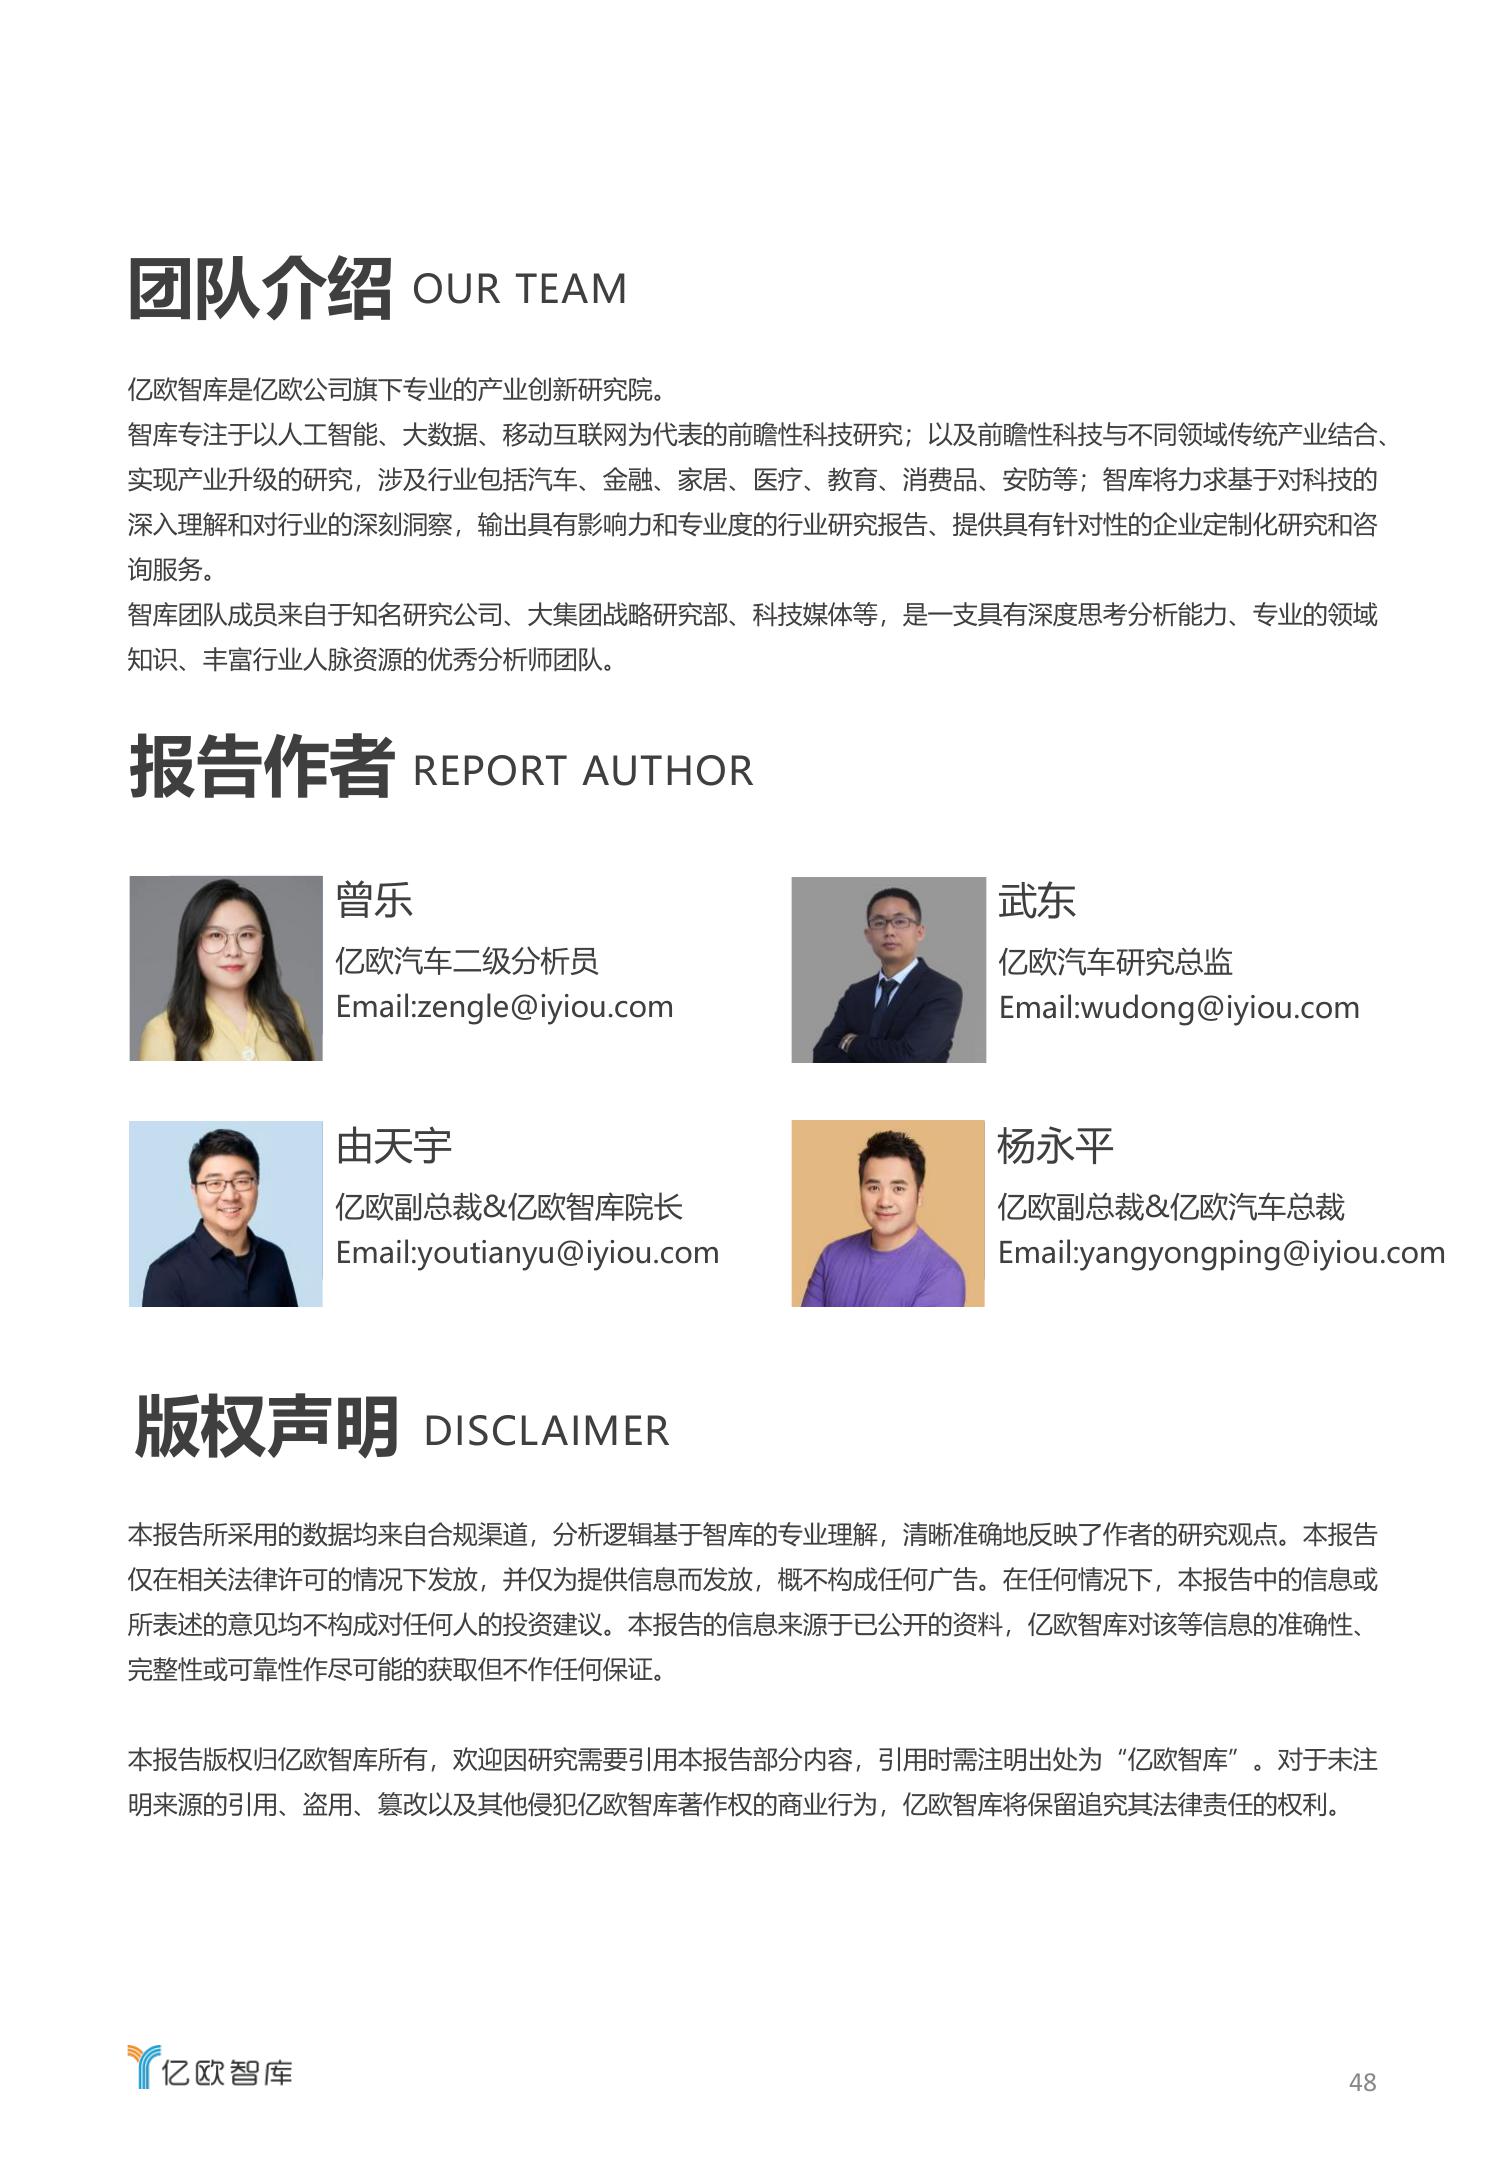 团队介绍 OUR TEAM
亿欧智库是亿欧公司旗下专业的产业创新研究院。
智库专注于以人工智能、大数据、移动互联网为代表的前瞻性科技研究；以及前瞻性科技与不同领域传统产业结合、
实现产业升级的研究，涉及行业包括汽车、金融、家居、医疗、教育、消费品、安防等；智库将力求基于对科技的
深入理解和对行业的深刻洞察，输出具有影响力和专业度的行业研究报告、提供具有针对性的企业定制化研究和咨
询服务。
智库团队成员来自于知名研究公司、大集团战略研究部、科技媒体等，是一支具有深度思考分析能力、专业的领域
知识、丰富行业人脉资源的优秀分析师团队。
报告作者 REPORT AUTHOR
曾乐
亿欧汽车二级分析员
Email:zengle@iyiou.com
武东
亿欧汽车研究总监
Email:wudong@iyiou.com
由天宇
亿欧副总裁&亿欧智库院长
Email:youtianyu@iyiou.com
杨永平
亿欧副总裁&亿欧汽车总裁
Email:yangyongping@iyiou.com
版权声明 DISCLAIMER
本报告所采用的数据均来自合规渠道，分析逻辑基于智库的专业理解，清晰准确地反映了作者的研究观点。本报告
仅在相关法律许可的情况下发放，并仅为提供信息而发放，概不构成任何广告。在任何情况下，本报告中的信息或
所表述的意见均不构成对任何人的投资建议。本报告的信息来源于已公开的资料，亿欧智库对该等信息的准确性、
完整性或可靠性作尽可能的获取但不作任何保证。
本报告版权归亿欧智库所有，欢迎因研究需要引用本报告部分内容，引用时需注明出处为“亿欧智库”。对于未注
明来源的引用、盗用、篡改以及其他侵犯亿欧智库著作权的商业行为，亿欧智库将保留追究其法律责任的权利。
亿欧智库
48